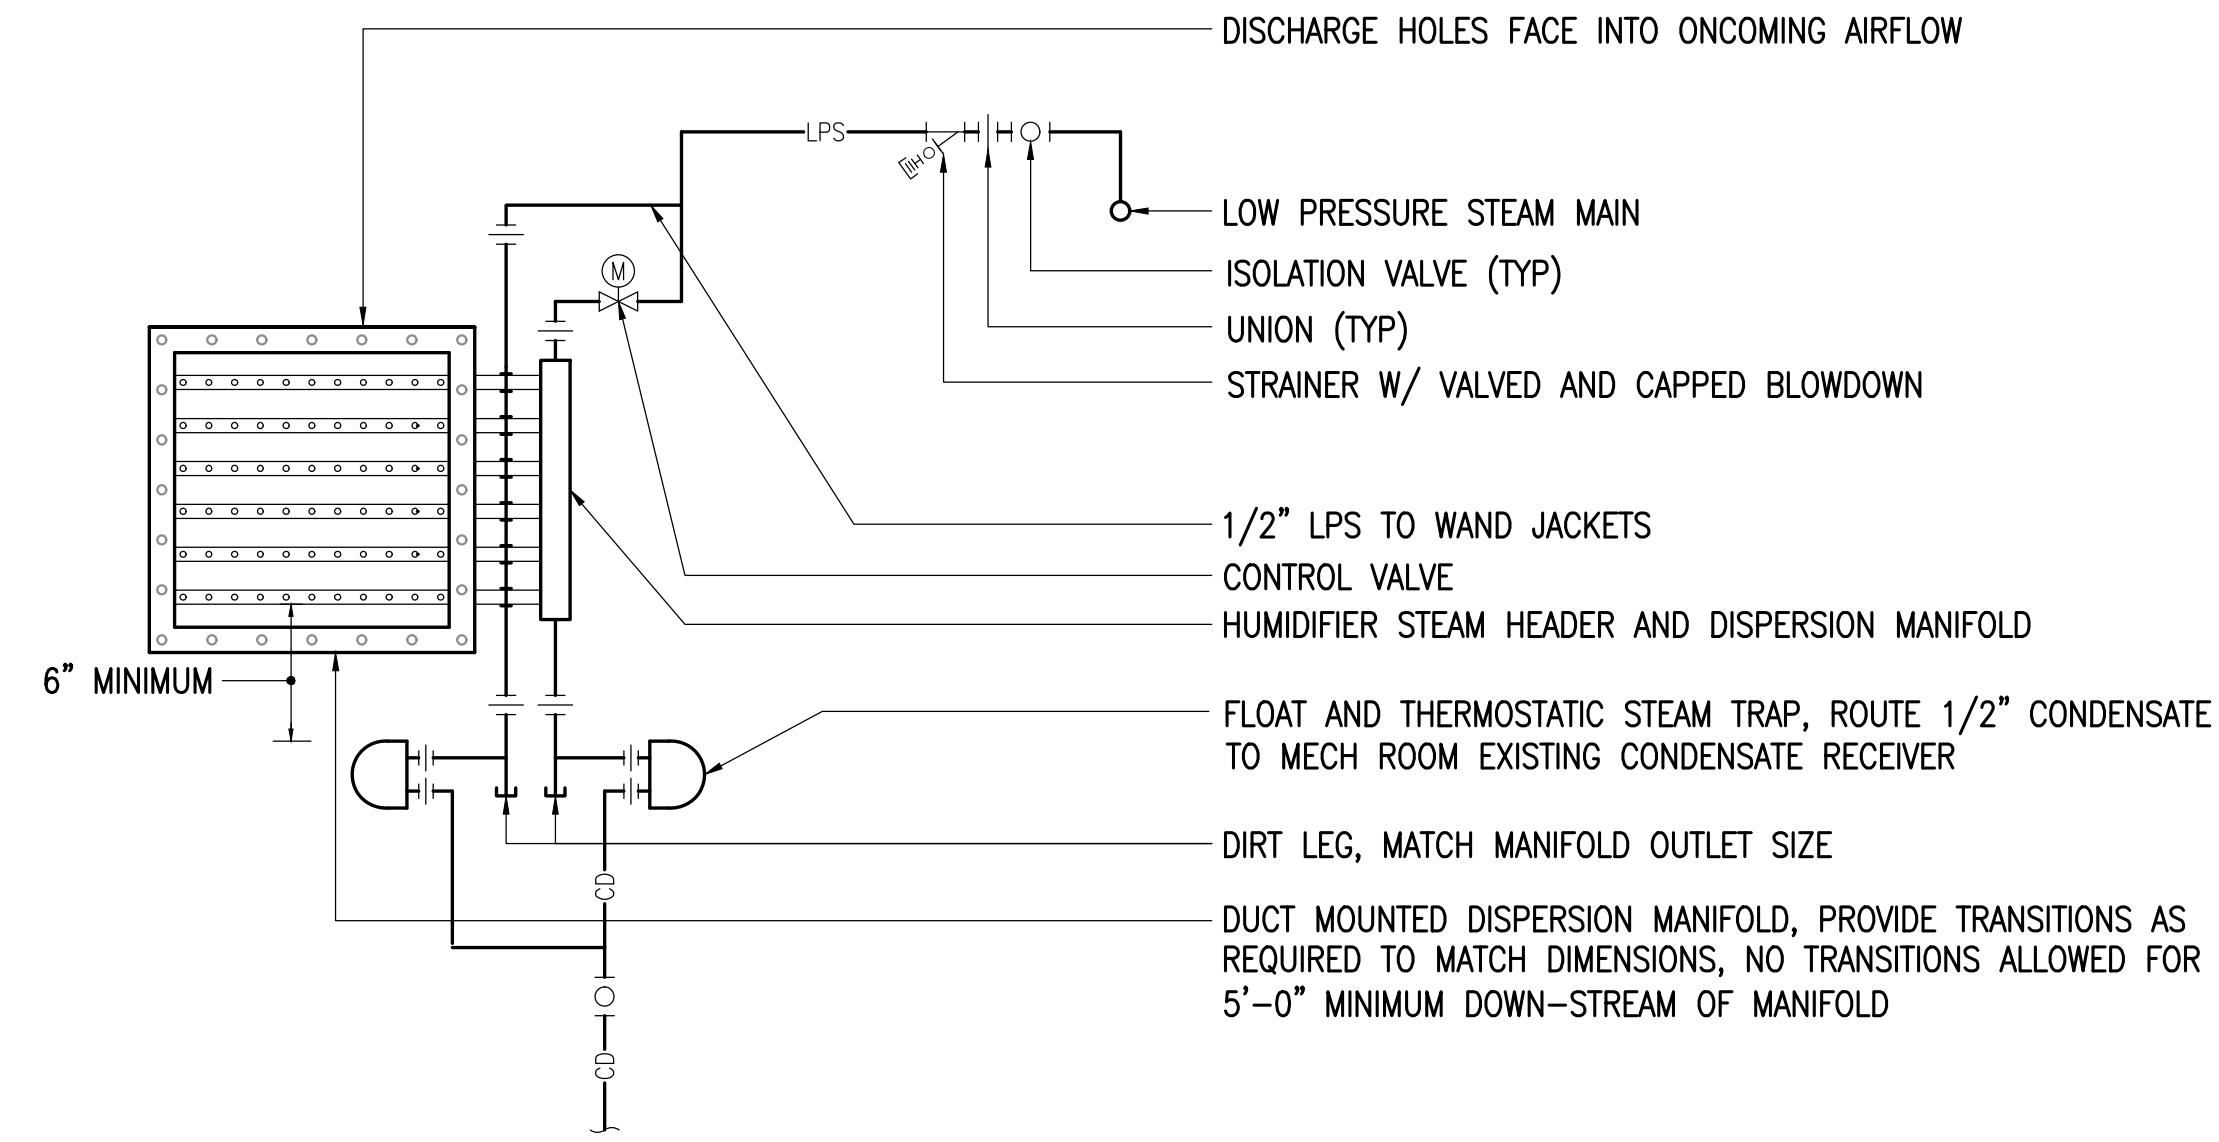 DISCHARGE HOLES FACE INTO ONCOMING AIRFLOW
LPS
LOW PRESSURE STEAM MAIN
M
ISOLATION VALVE (TYP)
UNION (TYP)
STRAINER W/ VALVED AND CAPPED BLOWDOWN
1/2" LPS TO WAND JACKETS
CONTROL VALVE
HUMIDIFIER STEAM HEADER AND DISPERSION MANIFOLD
6" MINIMUM
FLOAT AND THERMOSTATIC STEAM TRAP, ROUTE 1/2" CONDENSATE
TO MECH ROOM EXISTING CONDENSATE RECEIVER
DIRT LEG, MATCH MANIFOLD OUTLET SIZE
CD
DUCT MOUNTED DISPERSION MANIFOLD, PROVIDE TRANSITIONS AS
REQUIRED TO MATCH DIMENSIONS, NO TRANSITIONS ALLOWED FOR
5'-0" MINIMUM DOWN-STREAM OF MANIFOLD
CD